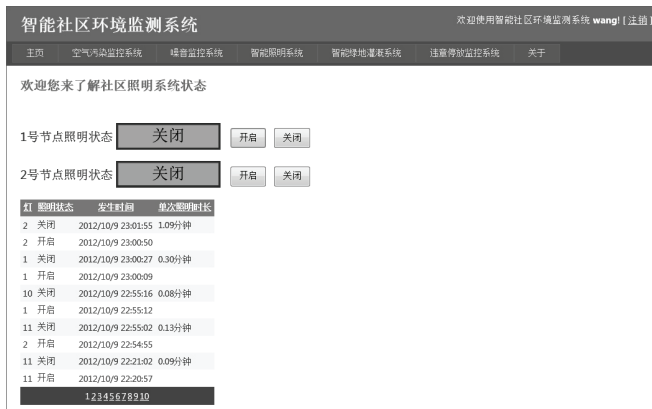 智能社区环境监测系统
欢迎使用智能社区环境监测系统 wang! [ 注销 ]
主页 空气污染监控系统 噪音监控系统 智能照明系统 智能绿地灌溉系统 违章停放监控系统 关于
欢迎您来了解社区照明系统状态
1号节点照明状态 关闭 开启 关闭
2号节点照明状态 关闭 开启 关闭
灯 照明状态 发生时间 单次照明时长
2 关闭 2012/10/9 23:01:55 1.09分钟
2 开启 2012/10/9 23:00:50
1 关闭 2012/10/9 23:00:27 0.30分钟
1 开启 2012/10/9 23:00:09
10 关闭 2012/10/9 22:55:16 0.08分钟
1 开启 2012/10/9 22:55:12
11 关闭 2012/10/9 22:55:02 0.13分钟
2 开启 2012/10/9 22:54:55
11 关闭 2012/10/9 22:21:02 0.09分钟
11 开启 2012/10/9 22:20:57
1 2 3 4 5 6 7 8 9 10